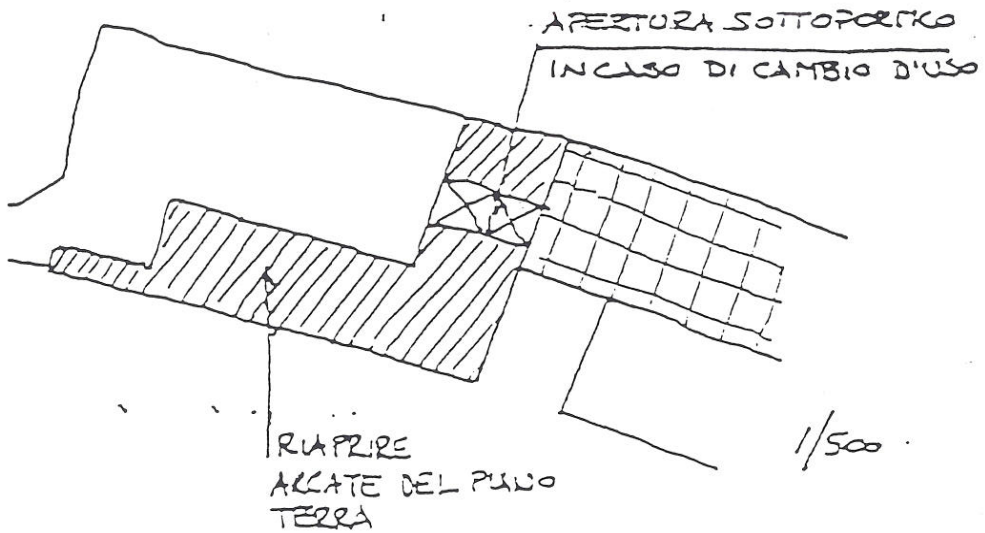 APERTURA SOTTOPORTICO
IN CASO DI CAMBIO D'USO
RIAPRIRE
ARCATE DEL PIANO
TERRA
1/500